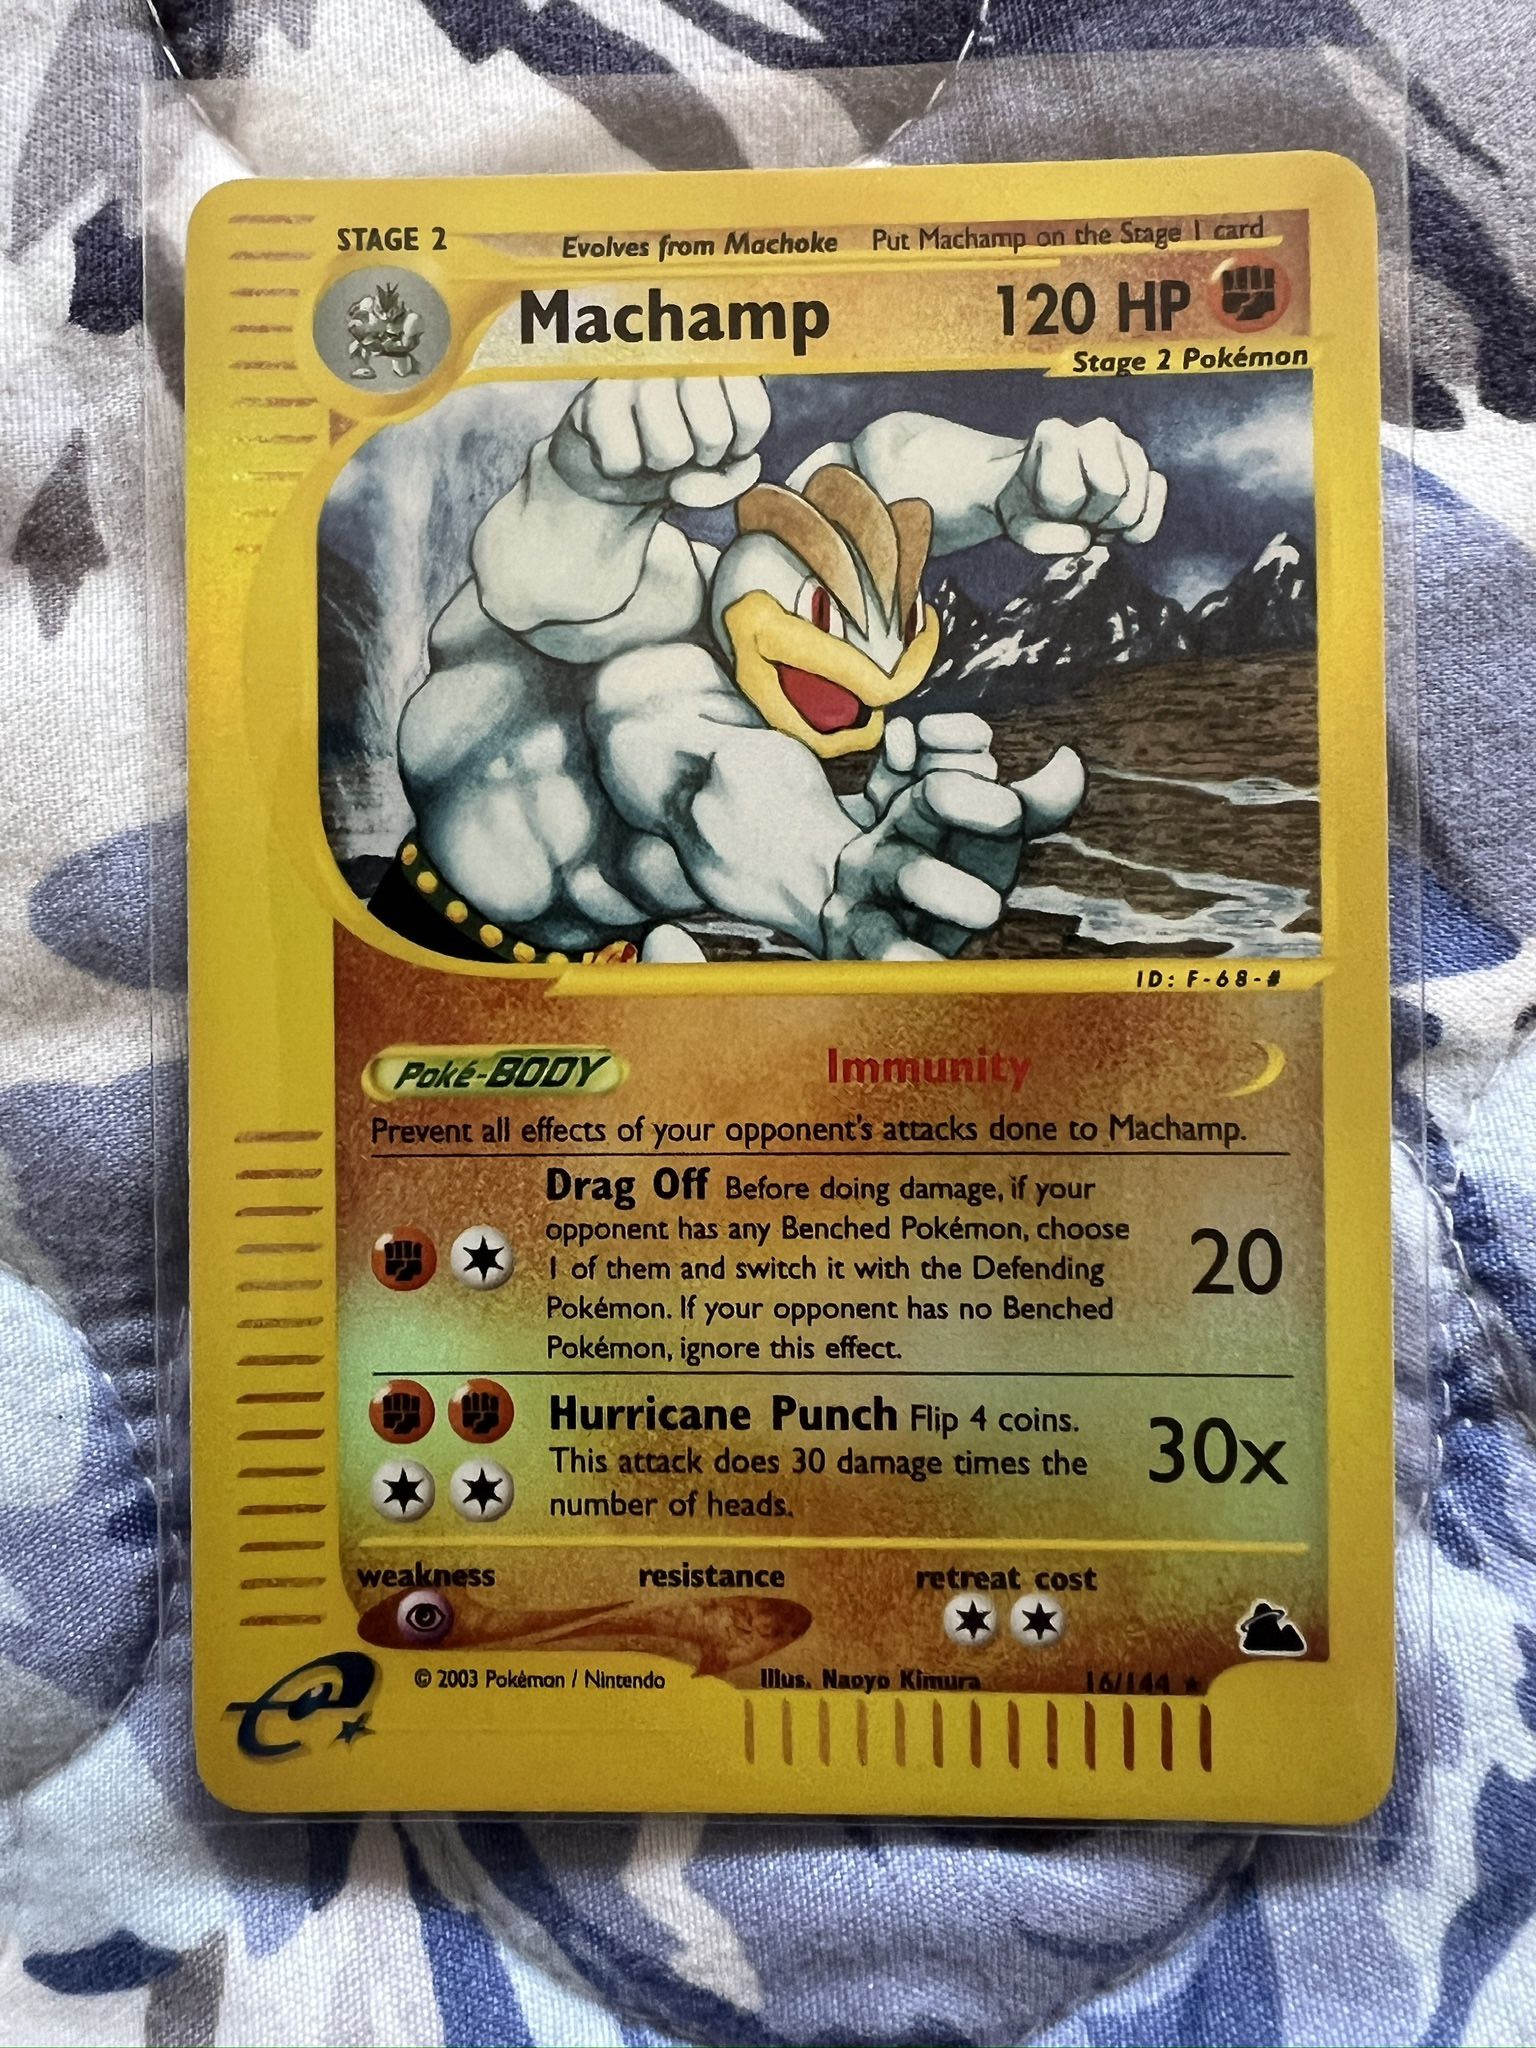 STAGE 2
Evolves from Machoke Put Machamp on the Stage 1 card
Machamp 120 HP
Stage 2 Pokémon
ID: F-68-#
Poké-BODY Immunity
Prevent all effects of your opponent's attacks done to Machamp.
Drag Off Before doing damage, if your
opponent has any Benched Pokémon, choose
1 of them and switch it with the Defending
Pokémon. If your opponent has no Benched
Pokémon, ignore this effect.
20
Hurricane Punch Flip 4 coins.
This attack does 30 damage times the
number of heads.
30x
weakness resistance retreat cost
© 2003 Pokémon / Nintendo Illus. Naoyo Kimura 16/144 ★
e